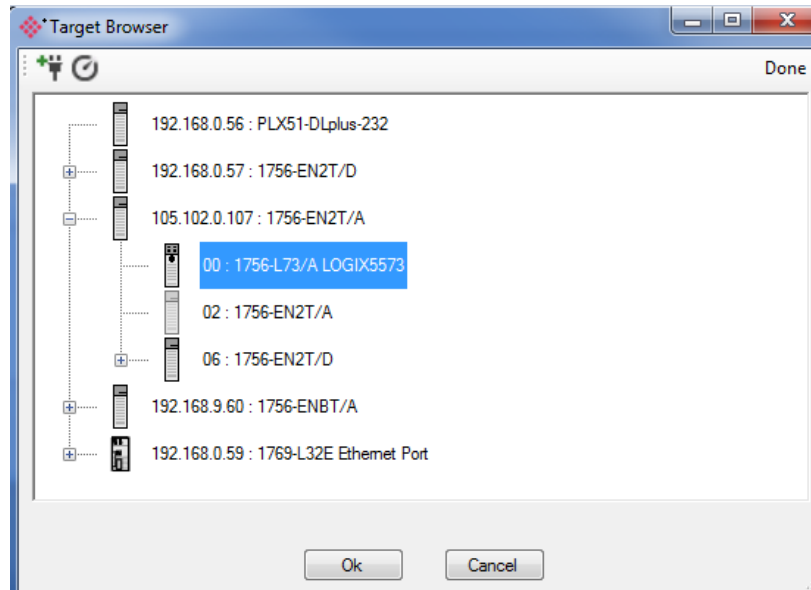 Target Browser
Done
192.168.0.56 : PLX51-DLplus-232
192.168.0.57 : 1756-EN2T/D
105.102.0.107 : 1756-EN2T/A
00 : 1756-L73/A LOGIX5573
02 : 1756-EN2T/A
06 : 1756-EN2T/D
192.168.9.60 : 1756-ENBT/A
192.168.0.59 : 1769-L32E Ethernet Port
Ok
Cancel